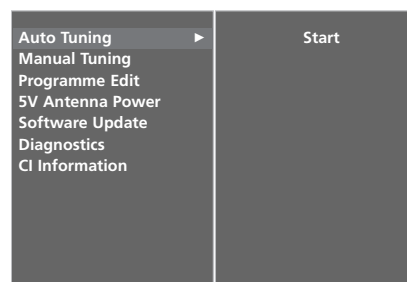 Auto Tuning ►
Start
Manual Tuning
Programme Edit
5V Antenna Power
Software Update
Diagnostics
CI Information